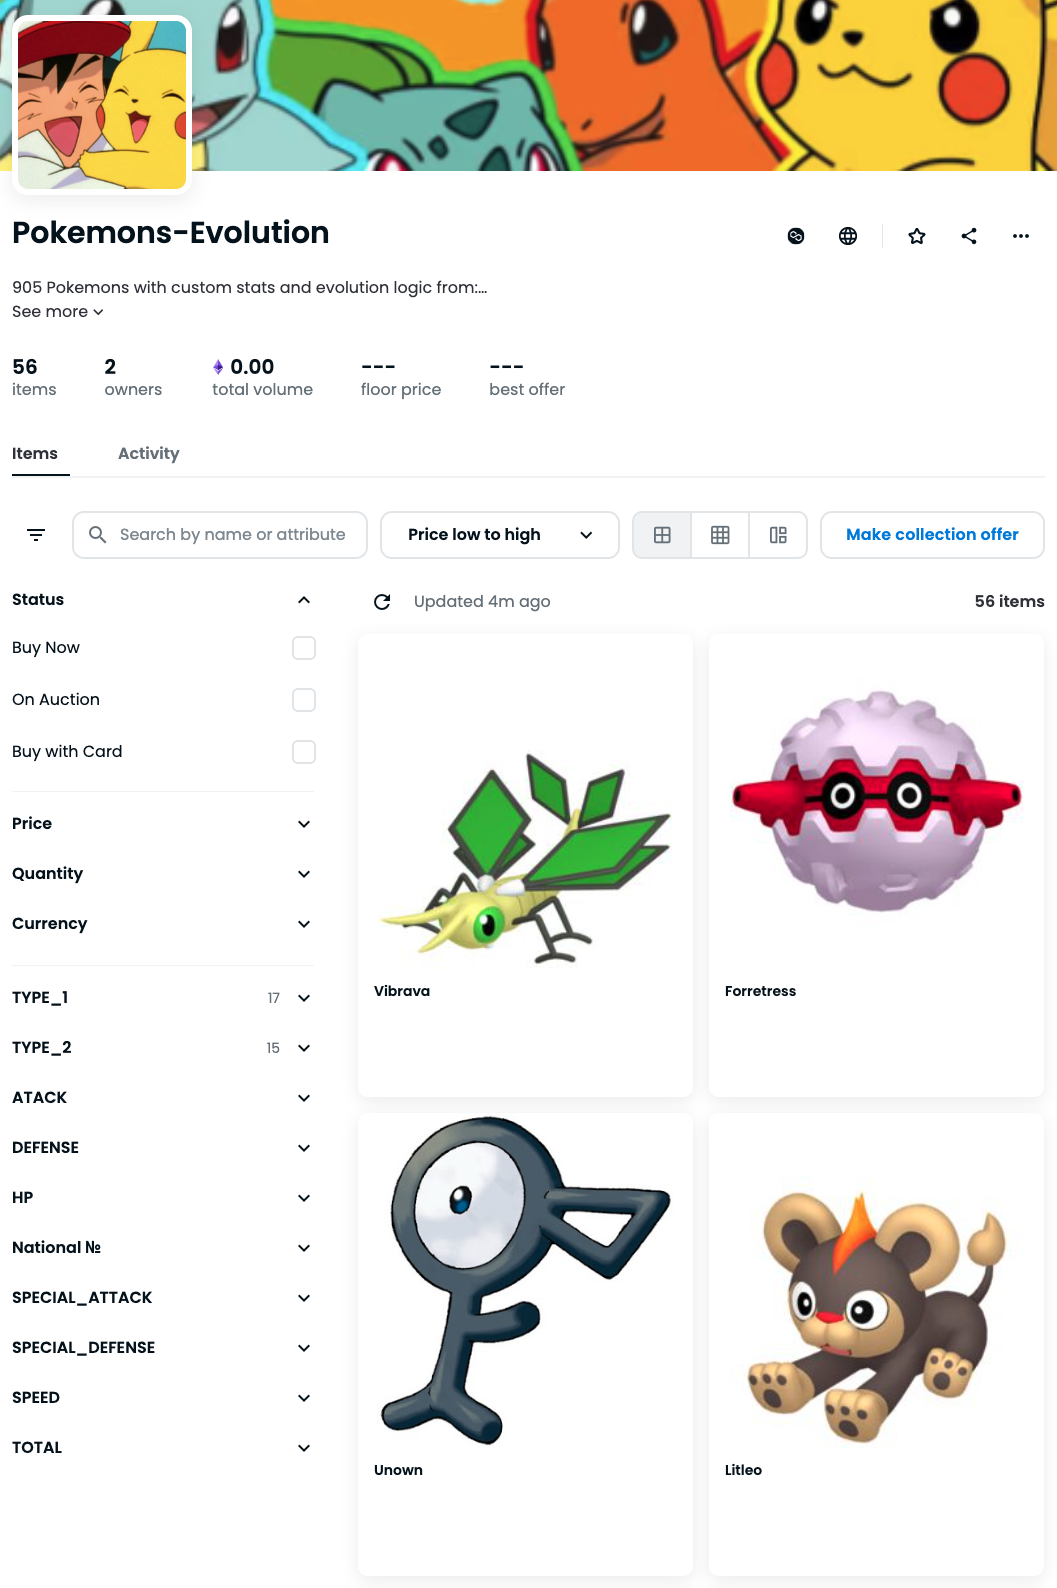 Pokemons-Evolution
905 Pokemons with custom stats and evolution logic from:...
See more
56
items
2
owners
0.00
total volume
---
floor price
---
best offer
Items
Activity
Search by name or attribute
Price low to high
Make collection offer
Status
Buy Now
On Auction
Buy with Card
Price
Quantity
Currency
TYPE_1 17
TYPE_2 15
ATACK
DEFENSE
HP
National №
SPECIAL_ATTACK
SPECIAL_DEFENSE
SPEED
TOTAL
Updated 4m ago
56 items
Vibrava
Forretress
Unown
Litleo